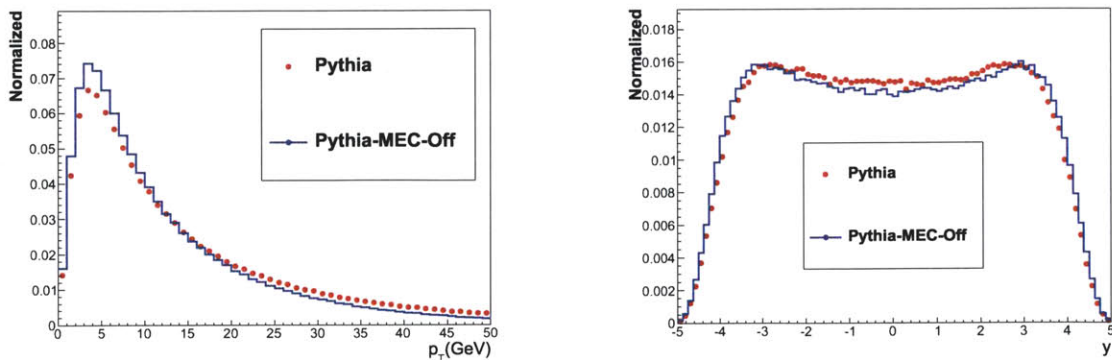 Normalized
0.08
0.07
0.06
0.05
0.04
0.03
0.02
0.01
0
0 5 10 15 20 25 30 35 40 45 50
p_T(GeV)
Pythia
Pythia-MEC-Off
Normalized
0.018
0.016
0.014
0.012
0.01
0.008
0.006
0.004
0.002
0
-5 -4 -3 -2 -1 0 1 2 3 4 5
y
Pythia
Pythia-MEC-Off